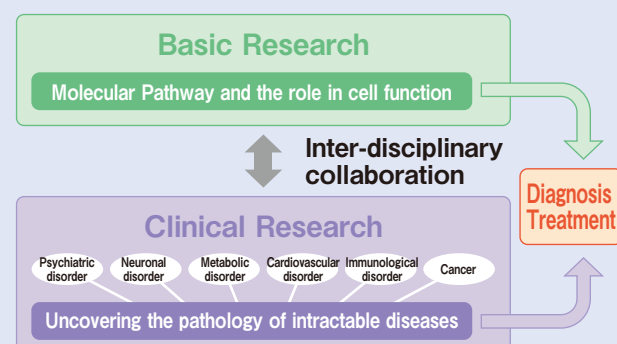 Basic Research
Molecular Pathway and the role in cell function
Inter-disciplinary
collaboration
Diagnosis
Treatment
Clinical Research
Psychiatric
disorder
Neuronal
disorder
Metabolic
disorder
Cardiovascular
disorder
Immunological
disorder
Cancer
Uncovering the pathology of intractable diseases